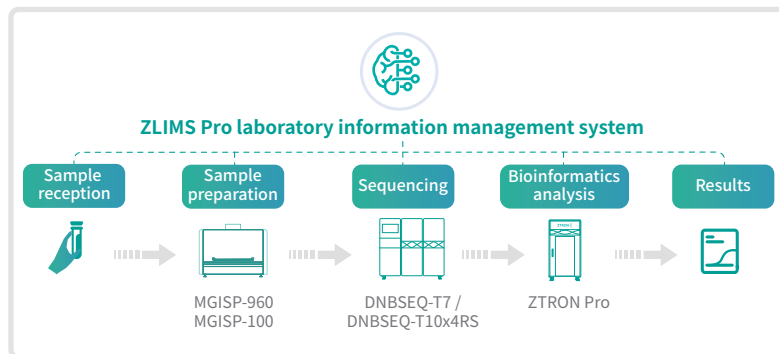 ZLIMS Pro laboratory information management system
Sample
reception
Sample
preparation
Sequencing
Bioinformatics
analysis
Results
ZTRON
MGISP-960
MGISP-100
DNBSEQ-T7 /
DNBSEQ-T10x4RS
ZTRON Pro